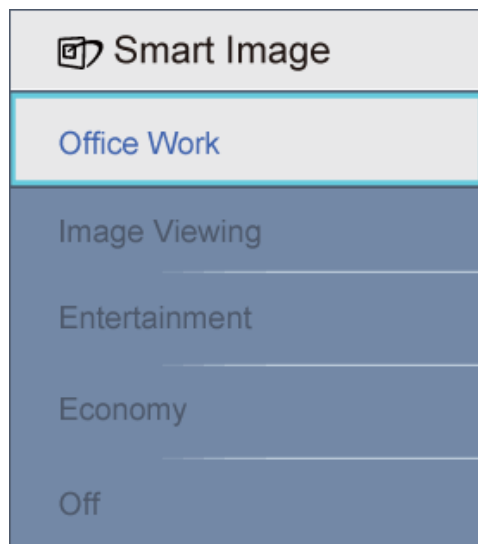 Smart Image
Office Work
Image Viewing
Entertainment
Economy
Off